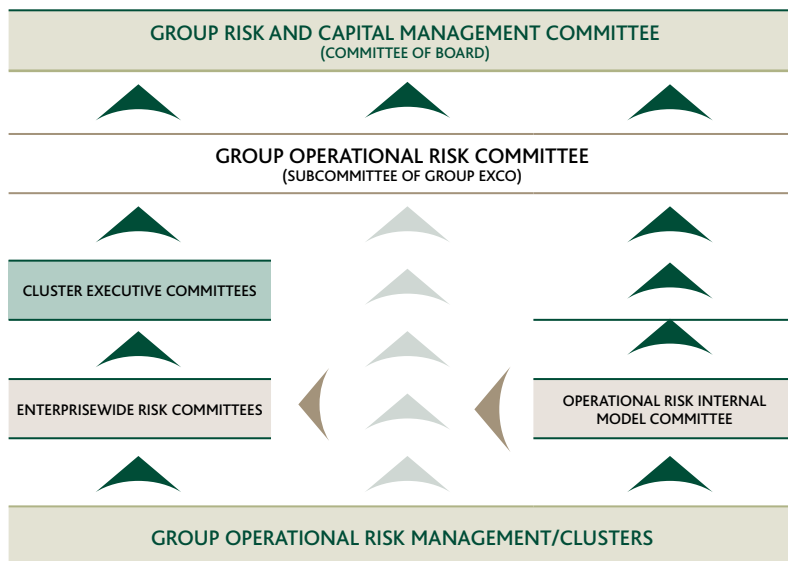 GROUP RISK AND CAPITAL MANAGEMENT COMMITTEE
(COMMITTEE OF BOARD)
GROUP OPERATIONAL RISK COMMITTEE
(SUBCOMMITTEE OF GROUP EXCO)
CLUSTER EXECUTIVE COMMITTEES
ENTERPRISEWIDE RISK COMMITTEES
OPERATIONAL RISK INTERNAL
MODEL COMMITTEE
GROUP OPERATIONAL RISK MANAGEMENT/CLUSTERS